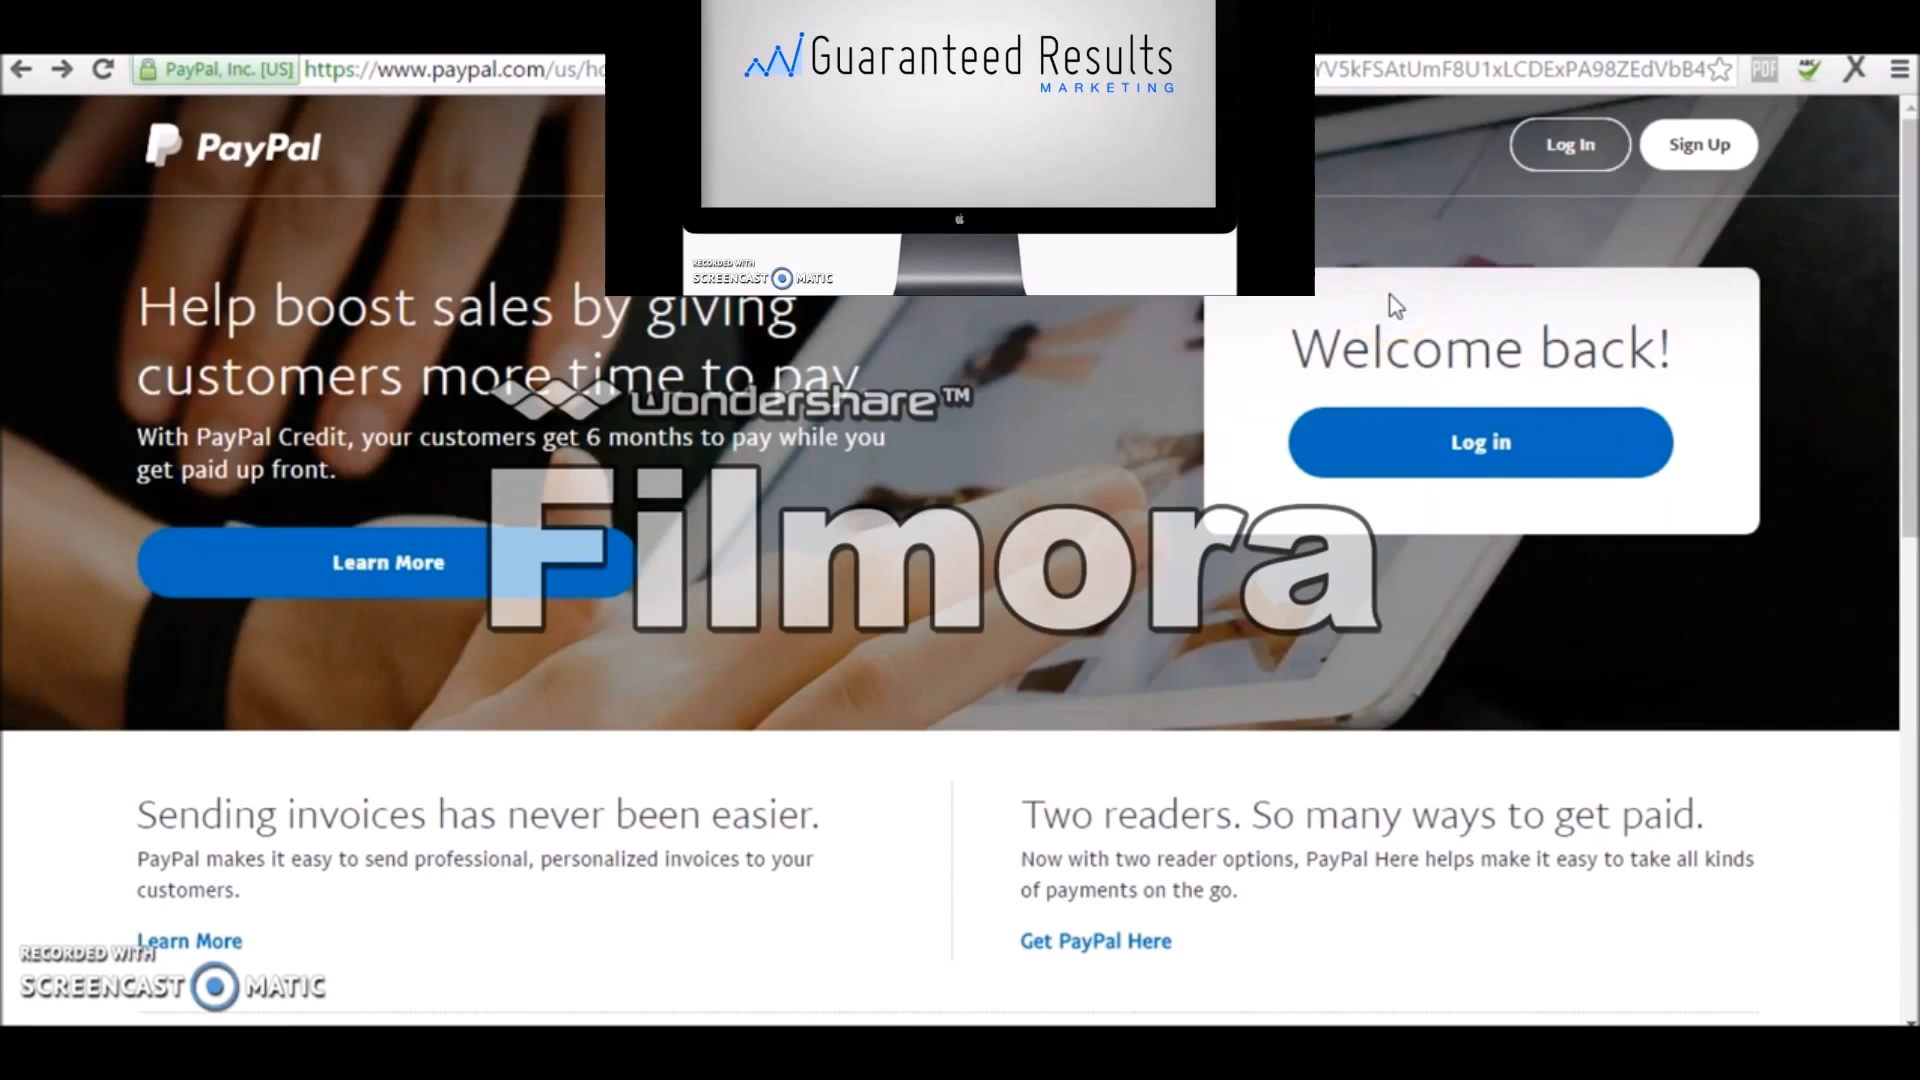 Guaranteed Results
MARKETING
PayPal, Inc. [US] https://www.paypal.com/us/h
YV5kFSAtUmF8U1xLCDExPA98ZEdVbB4
PDF
ABC
X
PayPal
Log In
Sign Up
RECORDED WITH
SCREENCAST MATIC
Help boost sales by giving
customers more time to pay
Welcome back!
wondershare™
With PayPal Credit, your customers get 6 months to pay while you
get paid up front.
Log in
Filmora
Learn More
Sending invoices has never been easier.
PayPal makes it easy to send professional, personalized invoices to your
customers.
Learn More
Two readers. So many ways to get paid.
Now with two reader options, PayPal Here helps make it easy to take all kinds
of payments on the go.
Get PayPal Here
RECORDED WITH
SCREENCAST MATIC